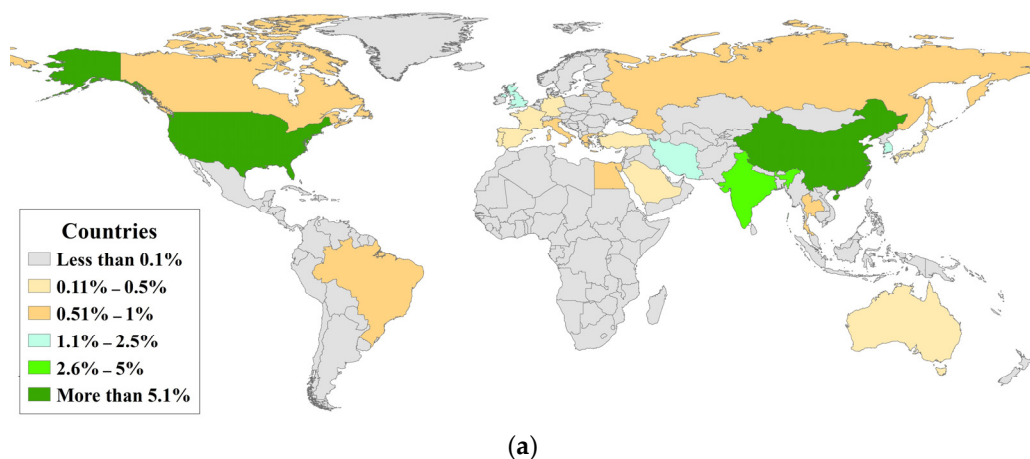 Countries
Less than 0.1%
0.11% – 0.5%
0.51% – 1%
1.1% – 2.5%
2.6% – 5%
More than 5.1%
(a)